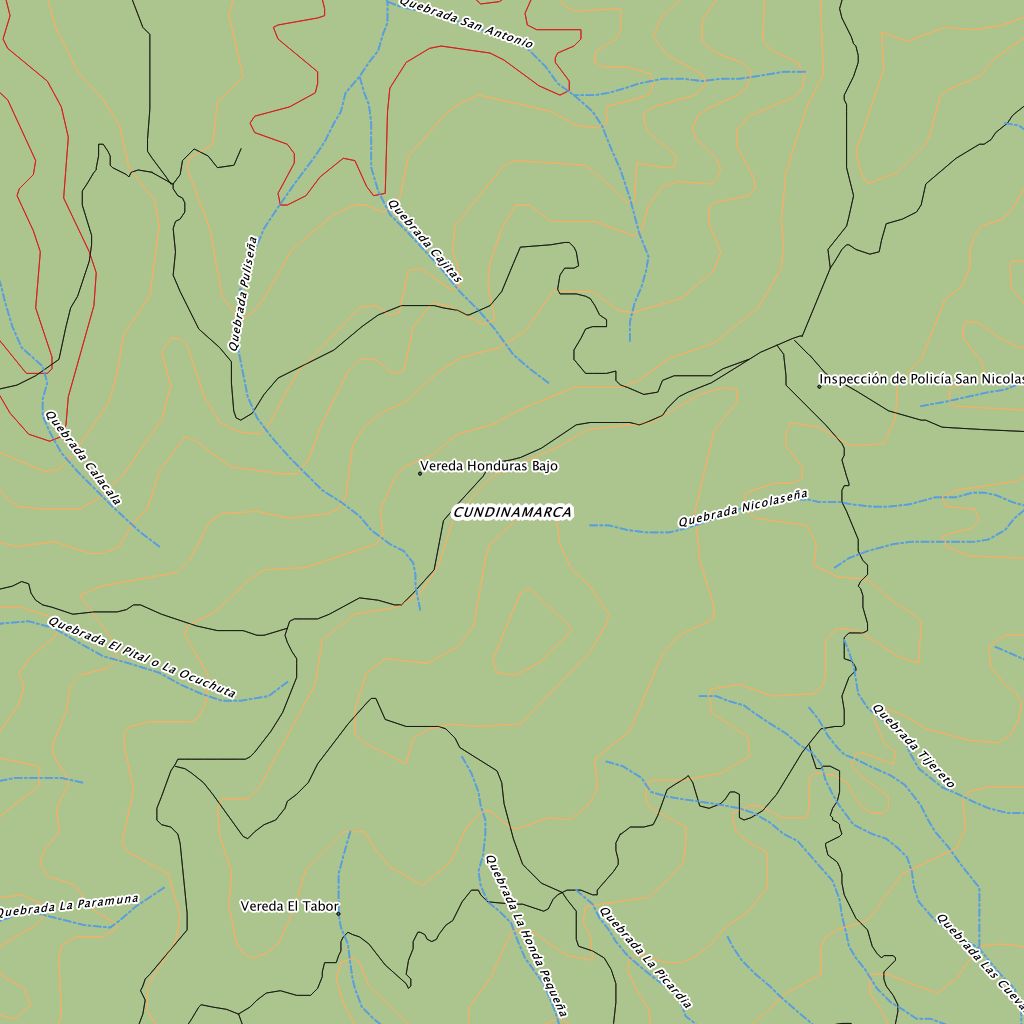 Quebrada San Antonio
Quebrada Cajitas
Quebrada Puliseña
Inspección de Policía San Nicolas
Quebrada Calacala
Vereda Honduras Bajo
CUNDINAMARCA
Quebrada Nicolaseña
Quebrada El Pital o La Ocuchuta
Quebrada Tijereto
Quebrada La Paramuna
Vereda El Tabor
Quebrada La Honda Pequeña
Quebrada La Picardia
Quebrada Las Cueva